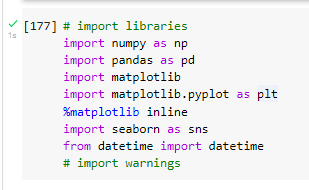 [177] # import libraries
import numpy as np
import pandas as pd
import matplotlib
import matplotlib.pyplot as plt
%matplotlib inline
import seaborn as sns
from datetime import datetime
# import warnings
1s